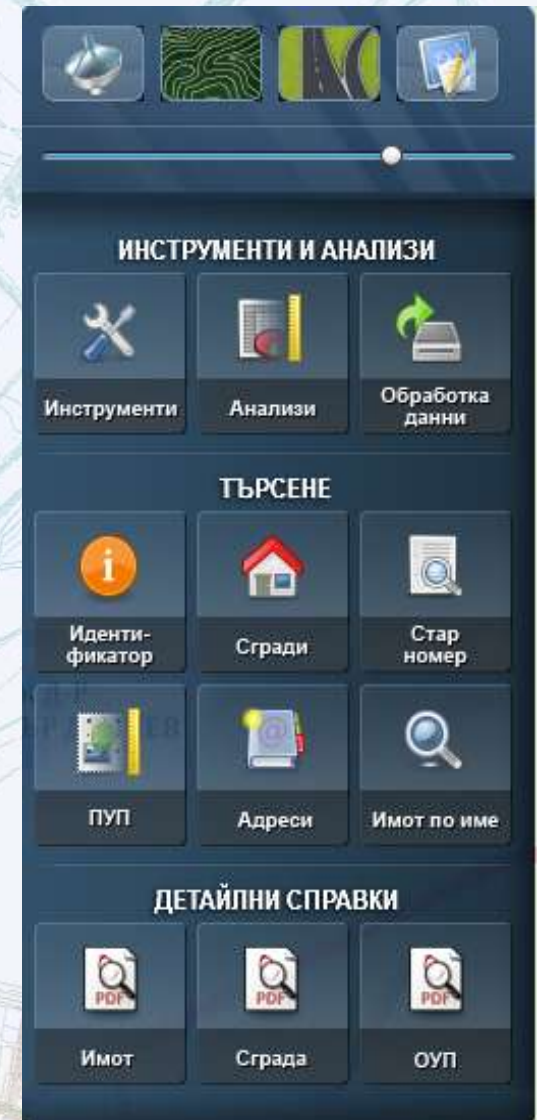 ИНСТРУМЕНТИ И АНАЛИЗИ
Инструменти
Анализи
Обработка
данни
ТЪРСЕНЕ
Иденти-
фикатор
Сгради
Стар
номер
ПУП
Адреси
Имот по име
ДЕТАЙЛНИ СПРАВКИ
PDF
PDF
PDF
Имот
Сграда
ОУП